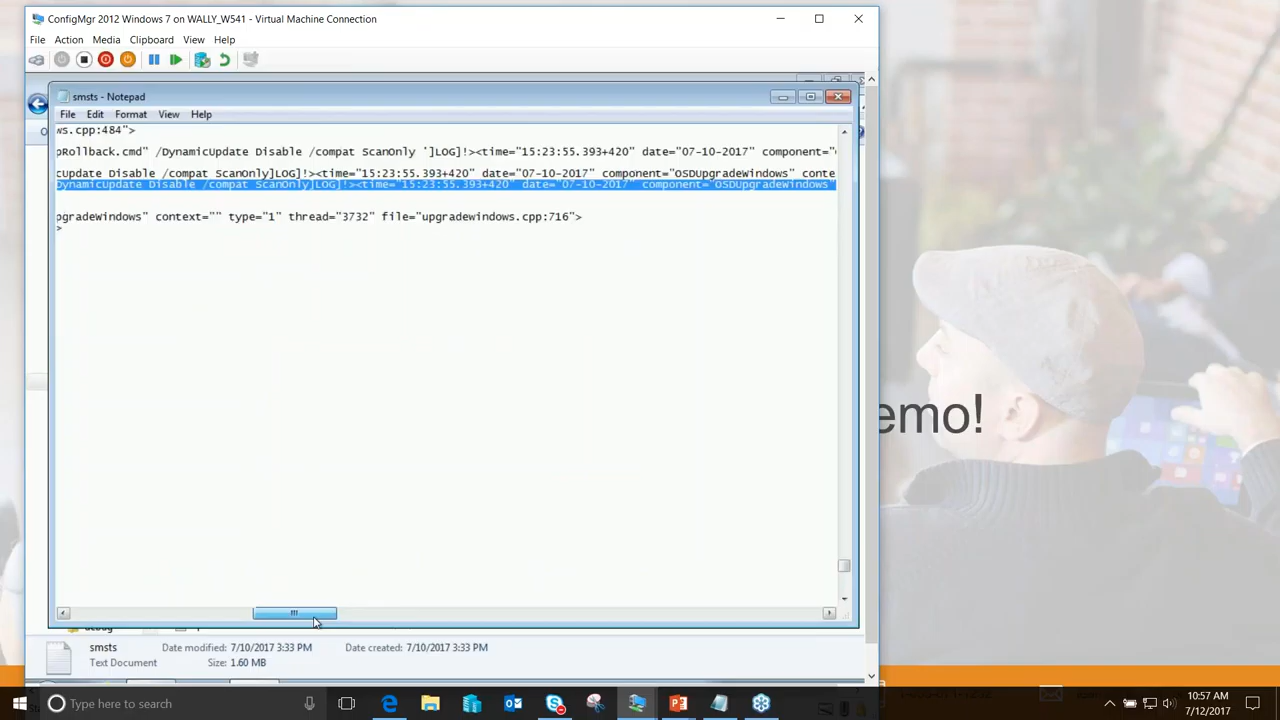 ConfigMgr 2012 Windows 7 on WALLY_W541 - Virtual Machine Connection
File Action Media Clipboard View Help
smsts - Notepad
File Edit Format View Help
ws.cpp:484">
pRollback.cmd" /DynamicUpdate Disable /compat ScanOnly ']LOG]!><time="15:23:55.393+420" date="07-10-2017" component="
cUpdate Disable /compat ScanOnly]LOG]!><time="15:23:55.393+420" date="07-10-2017" component="OSDUpgradeWindows" conte
DynamicUpdate Disable /compat ScanOnly]LOG]!><time="15:23:55.393+420" date="07-10-2017" component="OSDUpgradeWindows"
pgradeWindows" context="" type="1" thread="3732" file="upgradewindows.cpp:716">
>
emo!
smsts Date modified: 7/10/2017 3:33 PM Date created: 7/10/2017 3:33 PM
Text Document Size: 1.60 MB
Type here to search
10:57 AM
7/12/2017